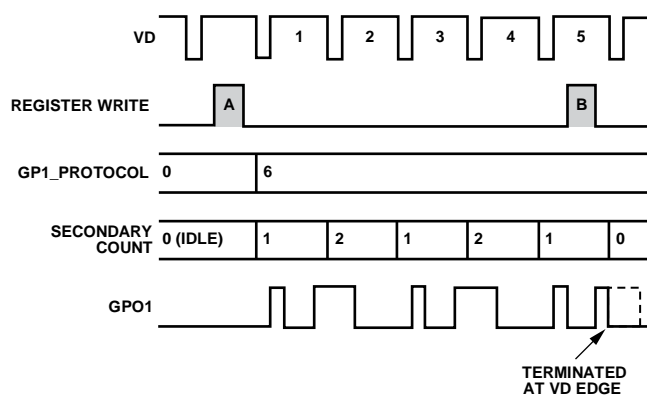 VD 1 2 3 4 5
REGISTER WRITE A B
GP1_PROTOCOL 0 6
SECONDARY
COUNT
0 (IDLE) 1 2 1 2 1 0
GPO1
TERMINATED
AT VD EDGE